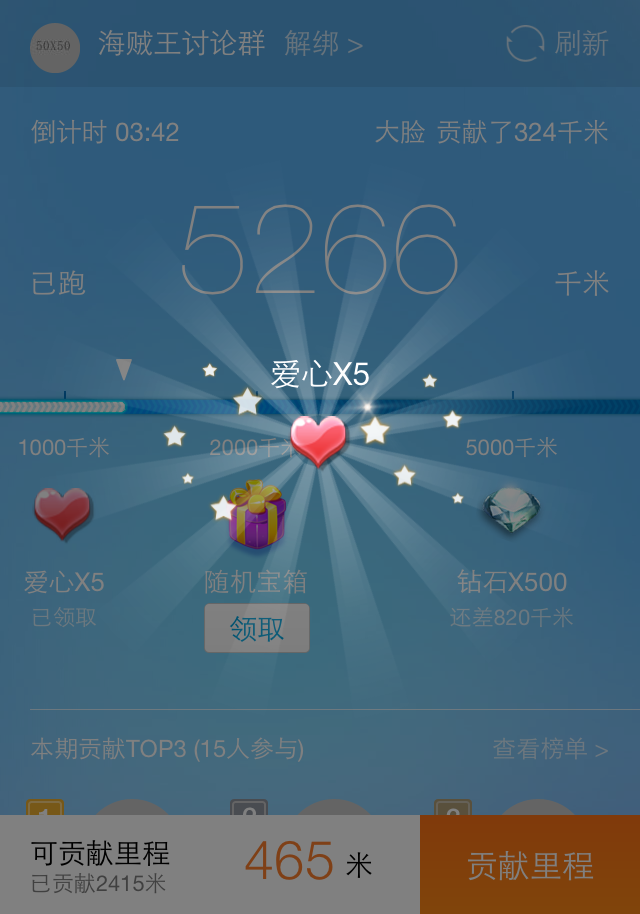 50X50 海贼王讨论群 解绑 > 刷新
倒计时 03:42 大脸 贡献了324千米
5266
已跑 千米
爱心X5
1000千米 2000千米 5000千米
爱心X5 随机宝箱 钻石X500
已领取 领取 还差820千米
本期贡献TOP3 (15人参与) 查看榜单 >
可贡献里程 465 米 贡献里程
已贡献2415米